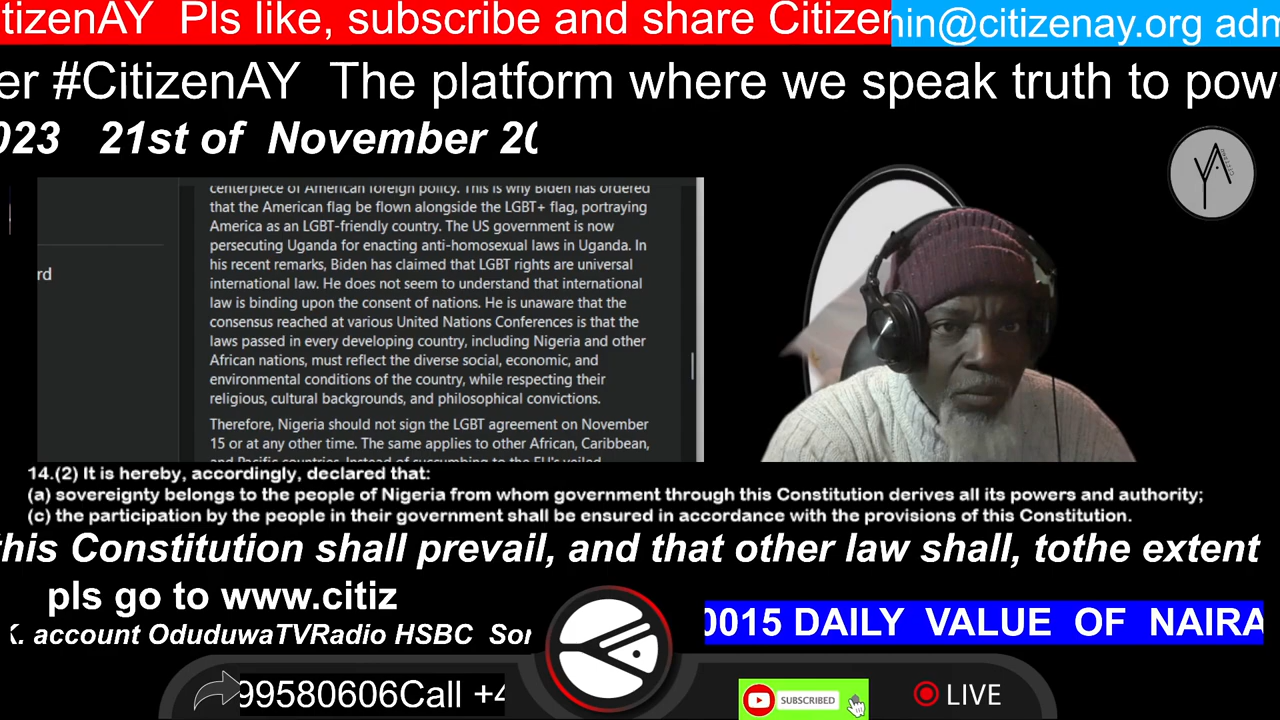 tizenAY Pls like, subscribe and share Citizen
in@citizenay.org adm
er #CitizenAY The platform where we speak truth to pow
023 21st of November 20
centerpiece of American foreign policy. This is why Biden has ordered
that the American flag be flown alongside the LGBT+ flag, portraying
America as an LGBT-friendly country. The US government is now
persecuting Uganda for enacting anti-homosexual laws in Uganda. In
his recent remarks, Biden has claimed that LGBT rights are universal
international law. He does not seem to understand that international
law is binding upon the consent of nations. He is unaware that the
consensus reached at various United Nations Conferences is that the
laws passed in every developing country, including Nigeria and other
African nations, must reflect the diverse social, economic, and
environmental conditions of the country, while respecting their
religious, cultural backgrounds, and philosophical convictions.
Therefore, Nigeria should not sign the LGBT agreement on November
15 or at any other time. The same applies to other African, Caribbean,
and Pacific countries. Instead of succumbing to the EU's veiled
rd
14.(2) It is hereby, accordingly, declared that:
(a) sovereignty belongs to the people of Nigeria from whom government through this Constitution derives all its powers and authority;
(c) the participation by the people in their government shall be ensured in accordance with the provisions of this Constitution.
this Constitution shall prevail, and that other law shall, tothe extent
pls go to www.citiz
K. account OduduwaTVRadio HSBC Sor
0015 DAILY VALUE OF NAIRA
99580606Call +4
SUBSCRIBED
LIVE